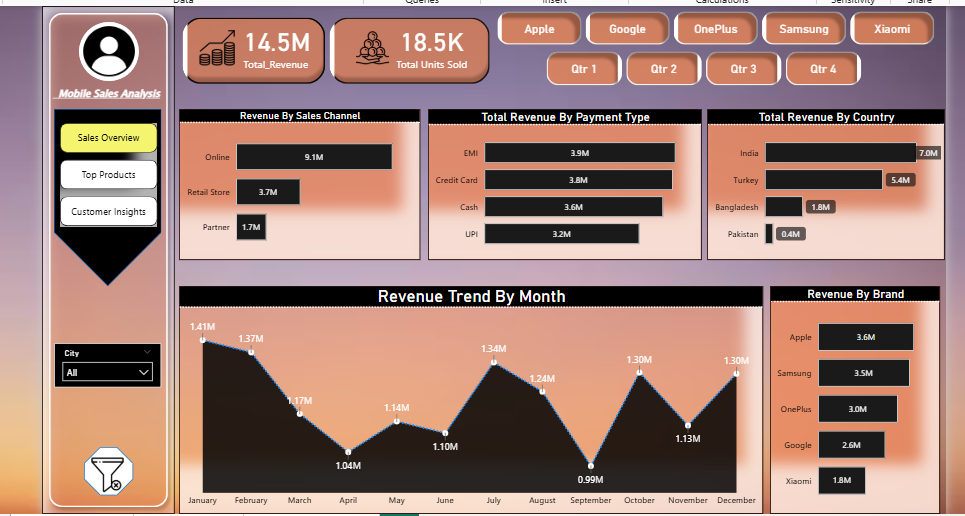 Data Queries Insert Calculations Sensitivity Share
14.5M
Total_Revenue
18.5K
Total Units Sold
Apple Google OnePlus Samsung Xiaomi
Qtr 1 Qtr 2 Qtr 3 Qtr 4
Mobile Sales Analysis
Sales Overview
Top Products
Customer Insights
City
All
Revenue By Sales Channel
Online 9.1M
Retail Store 3.7M
Partner 1.7M
Total Revenue By Payment Type
EMI 3.9M
Credit Card 3.8M
Cash 3.6M
UPI 3.2M
Total Revenue By Country
India 7.0M
Turkey 5.4M
Bangladesh 1.8M
Pakistan 0.4M
Revenue Trend By Month
1.41M 1.37M 1.17M 1.04M 1.14M 1.10M 1.34M 1.24M 0.99M 1.30M 1.13M 1.30M
January February March April May June July August September October November December
Revenue By Brand
Apple 3.6M
Samsung 3.5M
OnePlus 3.0M
Google 2.6M
Xiaomi 1.8M